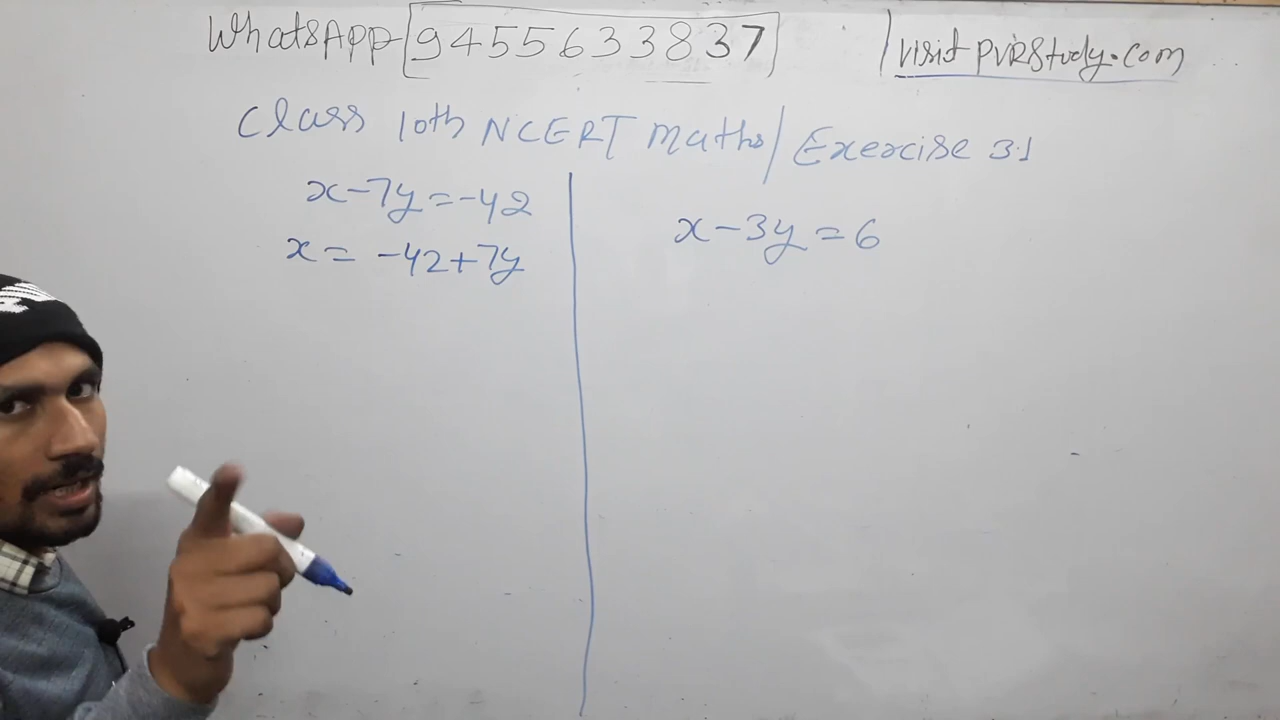 WhatsApp 9455633837
visit PVRStudy.com
Class 10th NCERT Maths/ Exercise 3.1
x-7y=-42
x= -42+7y
x-3y=6